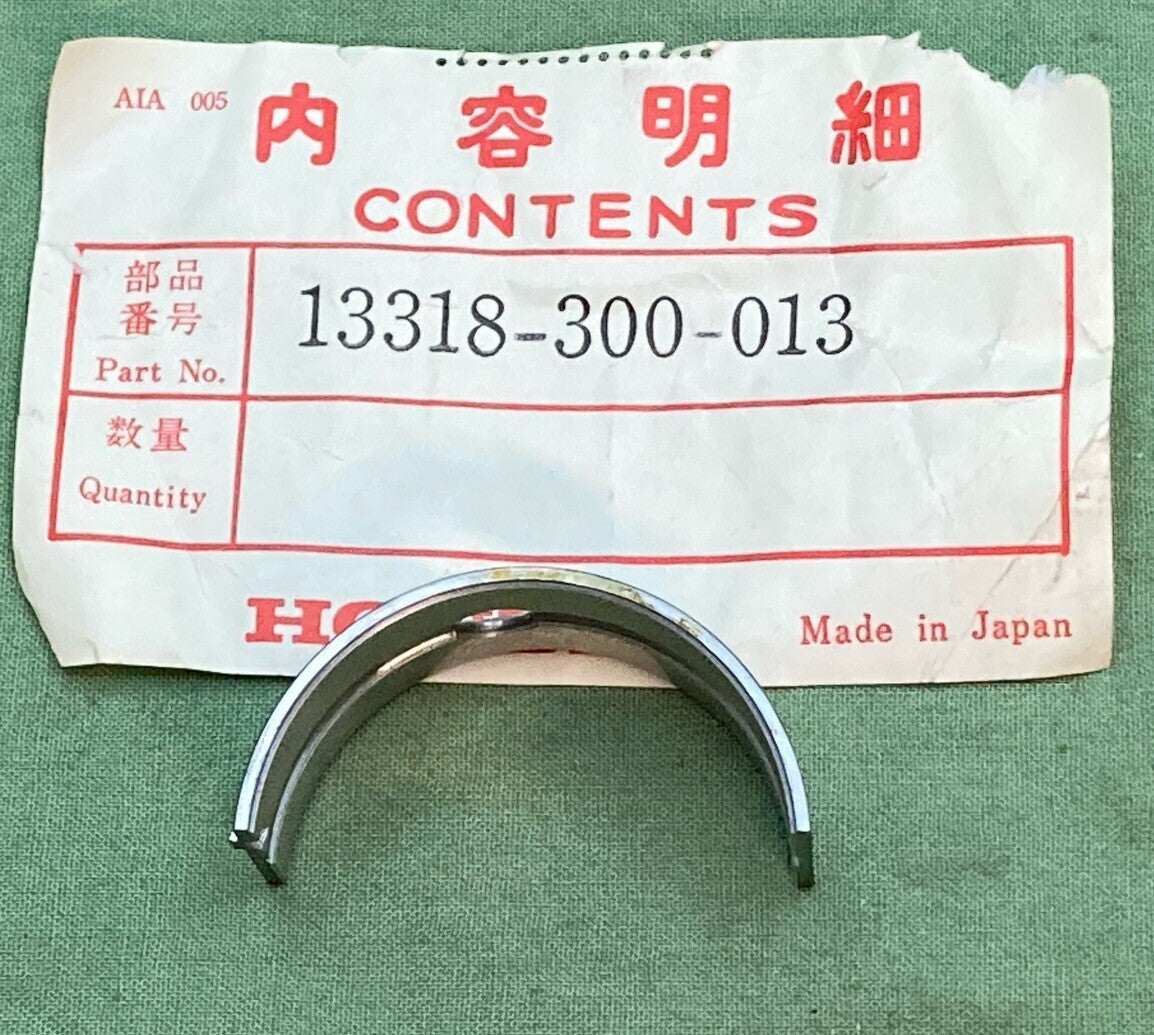 AIA 005
内容明細
CONTENTS
部品
番号
Part No.
13318-300-013
数量
Quantity
Made in Japan